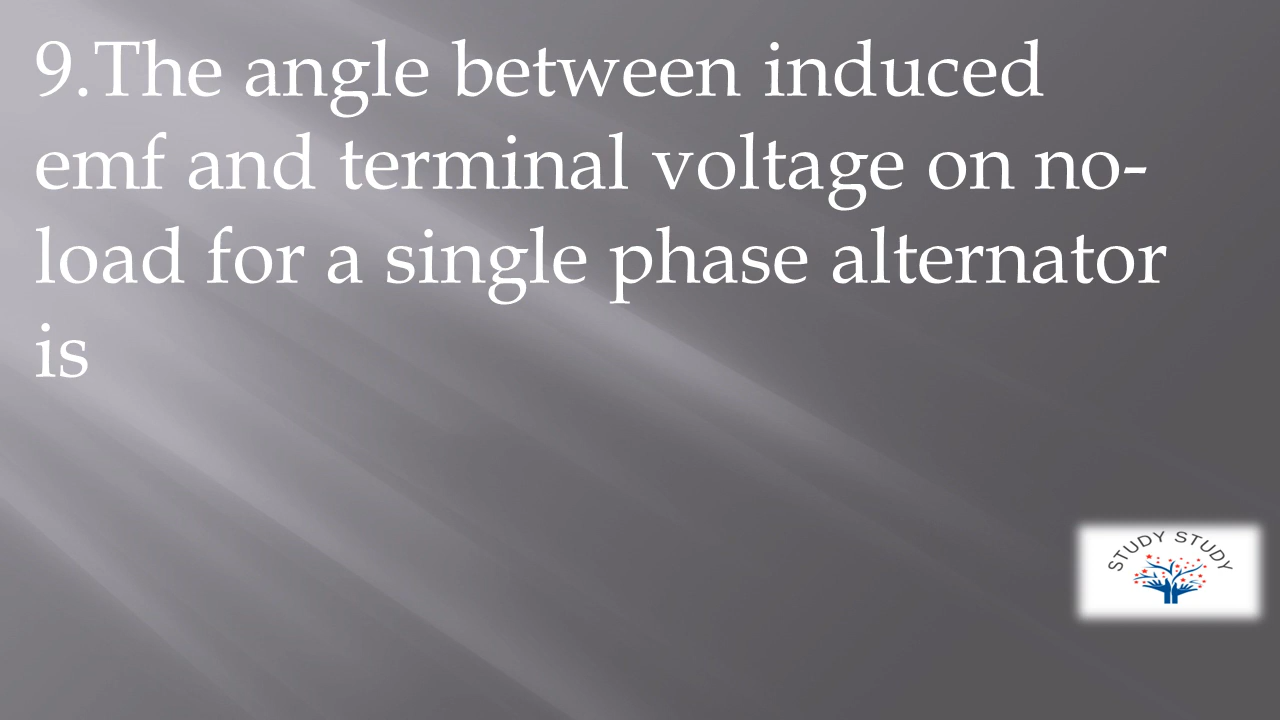 9.The angle between induced
emf and terminal voltage on no-
load for a single phase alternator
is
STUDY STUDY